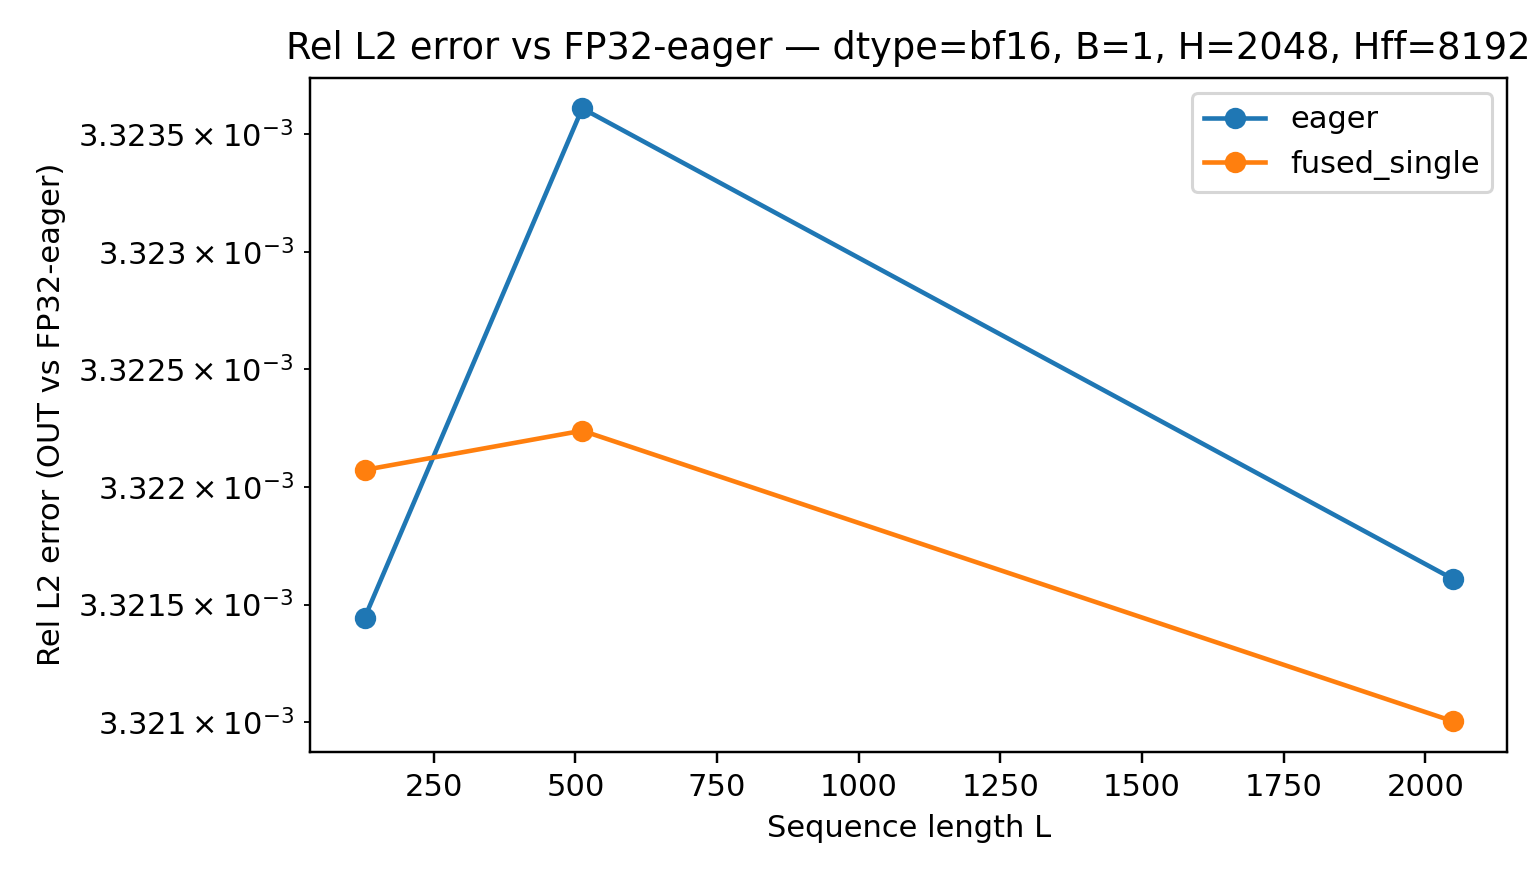 Rel L2 error vs FP32-eager — dtype=bf16, B=1, H=2048, Hff=8192
eager
fused_single
Rel L2 error (OUT vs FP32-eager)
3.3235 × 10⁻³
3.323 × 10⁻³
3.3225 × 10⁻³
3.322 × 10⁻³
3.3215 × 10⁻³
3.321 × 10⁻³
250 500 750 1000 1250 1500 1750 2000
Sequence length L